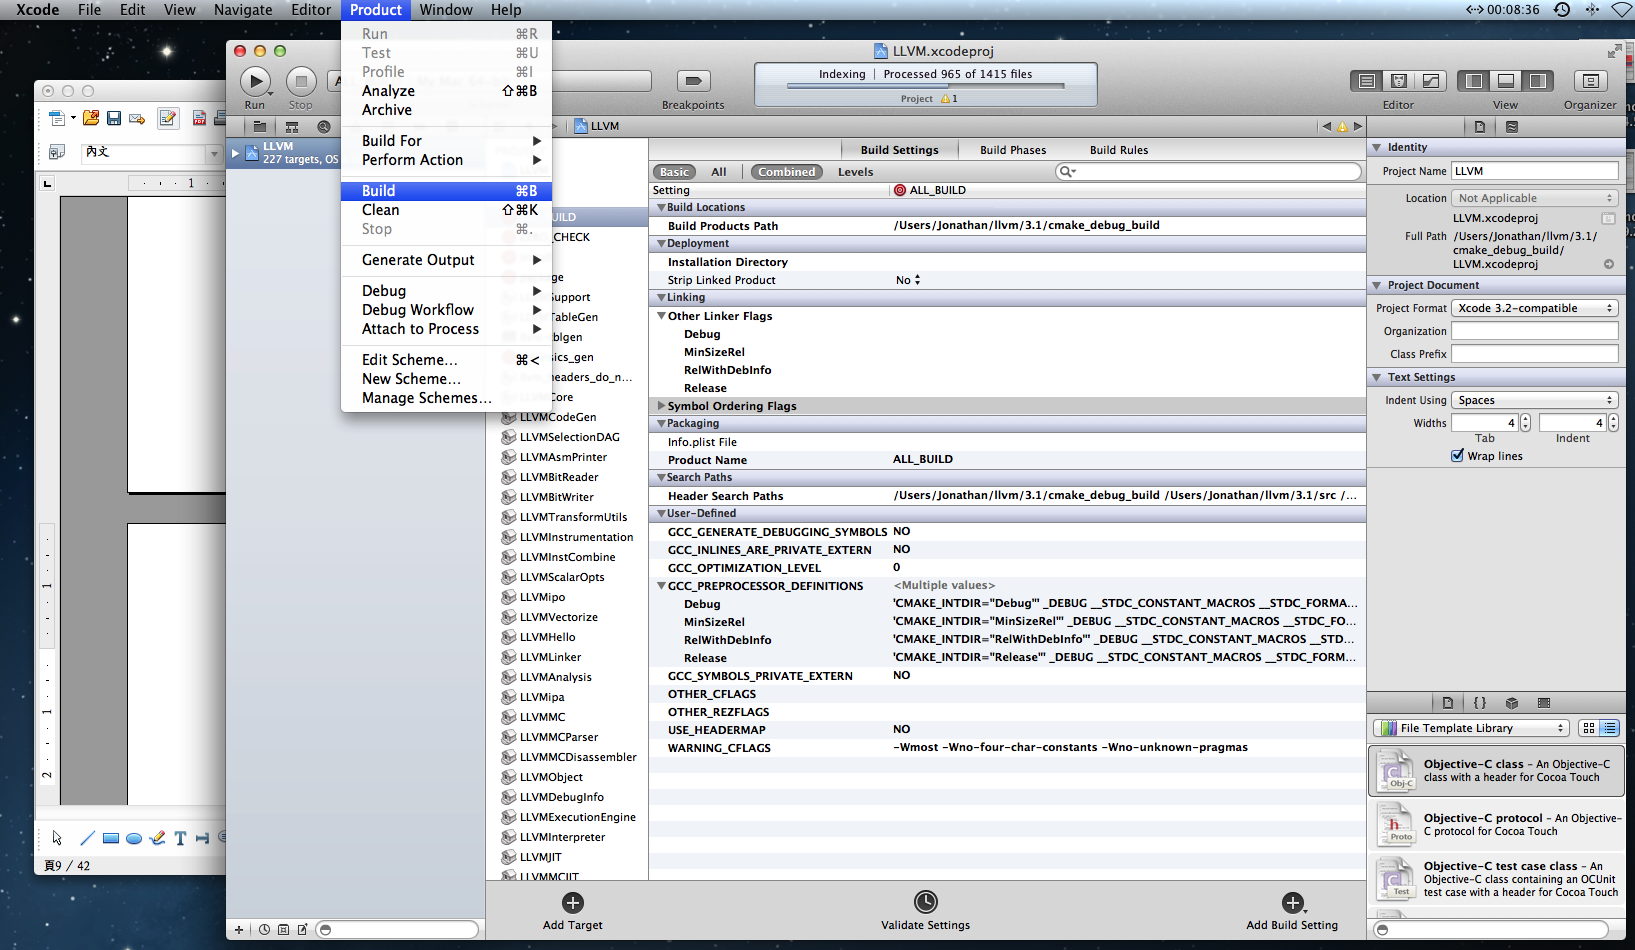 Xcode File Edit View Navigate Editor Product Window Help
00:08:36
Run ⌘R
Test ⌘U
Profile ⌘I
Analyze ⇧⌘B
Archive
Build For
Perform Action
Build ⌘B
Clean ⇧⌘K
Stop ⌘.
Generate Output
Debug
Debug Workflow
Attach to Process
Edit Scheme... ⌘<
New Scheme...
Manage Schemes...
內文
1
1
1
2
頁9 / 42
LLVM.xcodeproj
Run
Stop
Breakpoints
Indexing | Processed 965 of 1415 files
Project 1
Editor
View
Organizer
LLVM
227 targets, OS
LLVM
UILD
_CHECK
Support
TableGen
blgen
sics_gen
headers_do_n...
Core
LLVMCodeGen
LLVMSelectionDAG
LLVMAsmPrinter
LLVMBitReader
LLVMBitWriter
LLVMTransformUtils
LLVMInstrumentation
LLVMInstCombine
LLVMScalarOpts
LLVMipo
LLVMVectorize
LLVMHello
LLVMLinker
LLVMAnalysis
LLVMipa
LLVMMC
LLVMMCParser
LLVMMCDisassembler
LLVMObject
LLVMDebugInfo
LLVMExecutionEngine
LLVMInterpreter
LLVMJIT
LLVMMCJIT
Add Target
Build Settings Build Phases Build Rules
Basic All Combined Levels
Setting ALL_BUILD
Build Locations
Build Products Path /Users/Jonathan/llvm/3.1/cmake_debug_build
Deployment
Installation Directory
Strip Linked Product No
Linking
Other Linker Flags
Debug
MinSizeRel
RelWithDebInfo
Release
Symbol Ordering Flags
Packaging
Info.plist File
Product Name ALL_BUILD
Search Paths
Header Search Paths /Users/Jonathan/llvm/3.1/cmake_debug_build /Users/Jonathan/llvm/3.1/src /...
User-Defined
GCC_GENERATE_DEBUGGING_SYMBOLS NO
GCC_INLINES_ARE_PRIVATE_EXTERN NO
GCC_OPTIMIZATION_LEVEL 0
GCC_PREPROCESSOR_DEFINITIONS <Multiple values>
Debug 'CMAKE_INTDIR="Debug"' _DEBUG __STDC_CONSTANT_MACROS __STDC_FORMA...
MinSizeRel 'CMAKE_INTDIR="MinSizeRel"' _DEBUG __STDC_CONSTANT_MACROS __STDC_FO...
RelWithDebInfo 'CMAKE_INTDIR="RelWithDebInfo"' _DEBUG __STDC_CONSTANT_MACROS __STD...
Release 'CMAKE_INTDIR="Release"' _DEBUG __STDC_CONSTANT_MACROS __STDC_FORM...
GCC_SYMBOLS_PRIVATE_EXTERN NO
OTHER_CFLAGS
OTHER_REZFLAGS
USE_HEADERMAP NO
WARNING_CFLAGS -Wmost -Wno-four-char-constants -Wno-unknown-pragmas
Validate Settings
Add Build Setting
Identity
Project Name LLVM
Location Not Applicable
LLVM.xcodeproj
Full Path /Users/Jonathan/llvm/3.1/
cmake_debug_build/
LLVM.xcodeproj
Project Document
Project Format Xcode 3.2-compatible
Organization
Class Prefix
Text Settings
Indent Using Spaces
Widths 4 4
Tab Indent
Wrap lines
File Template Library
Objective-C class – An Objective-C
class with a header for Cocoa Touch
Obj-C
Objective-C protocol – An Objective-
C protocol for Cocoa Touch
Proto
Objective-C test case class – An
Objective-C class containing an OCUnit
test case with a header for Cocoa Touch
Test